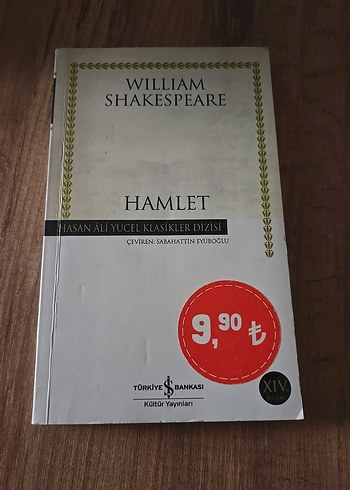 WILLIAM
SHAKESPEARE
HAMLET
HASAN ÂLİ YÜCEL KLASİKLER DİZİSİ
ÇEVİREN: SABAHATTİN EYÜBOĞLU
9,90 ₺
XIV
TÜRKİYE İŞ BANKASI
Kültür Yayınları